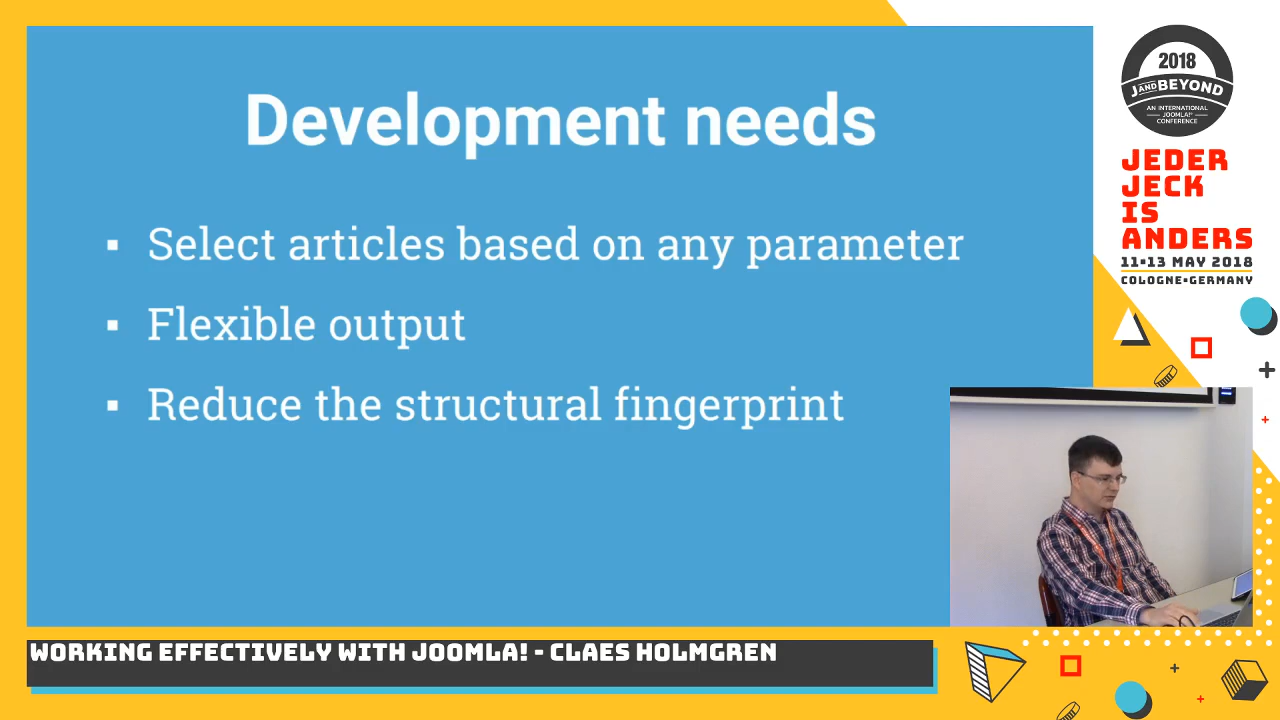 Development needs
▪ Select articles based on any parameter
▪ Flexible output
▪ Reduce the structural fingerprint
2018
J AND BEYOND
AN INTERNATIONAL
JOOMLA!®
CONFERENCE
JEDER
JECK
IS
ANDERS
11▪13 MAY 2018
COLOGNE▪GERMANY
WORKING EFFECTIVELY WITH JOOMLA! - CLAES HOLMGREN